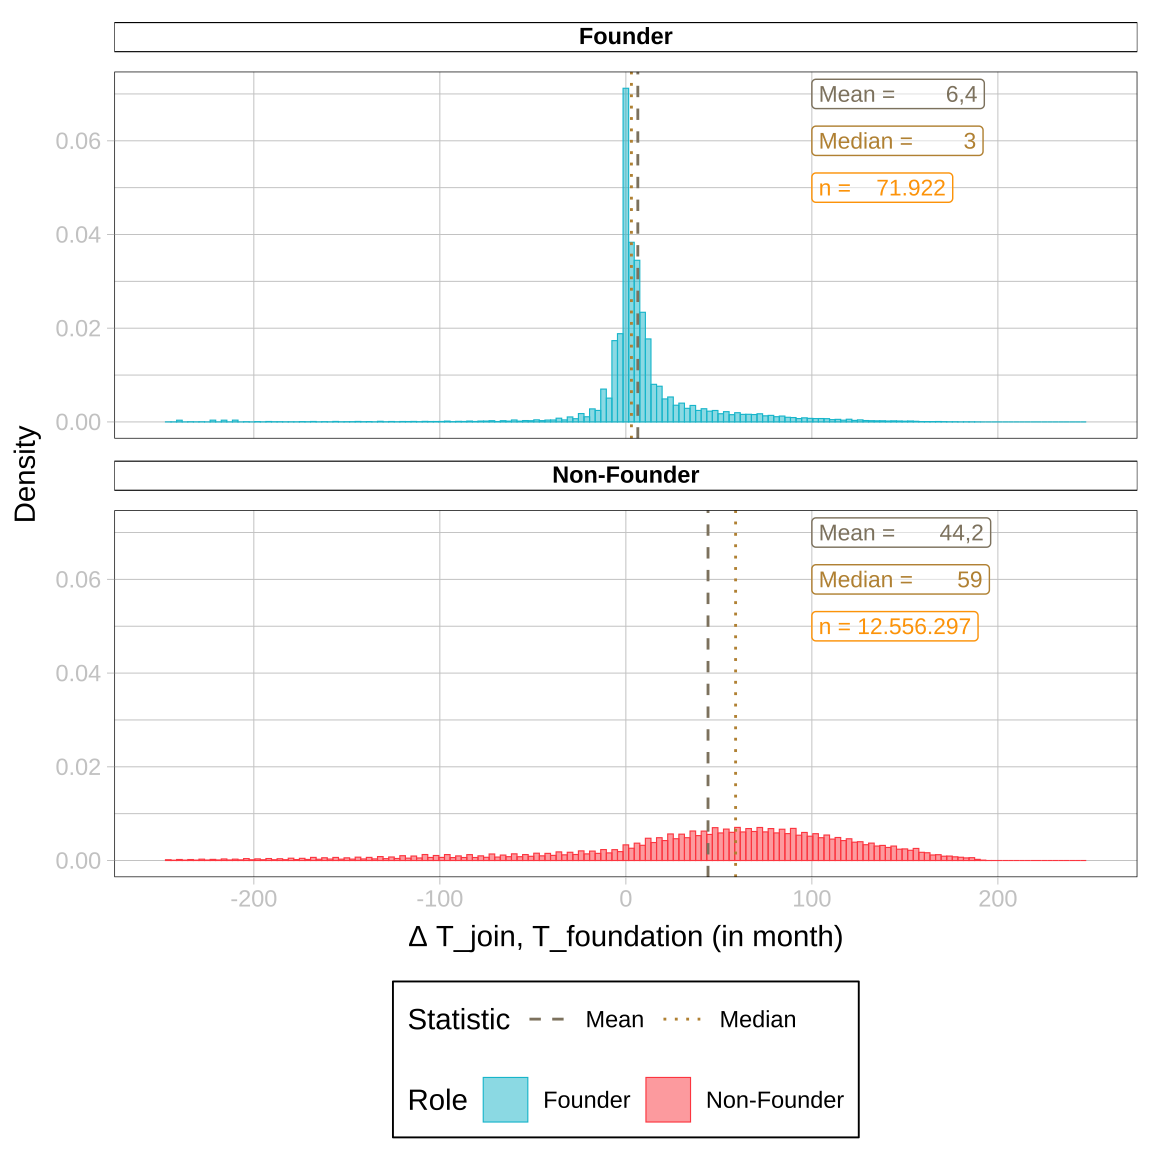 Founder
Mean = 6,4
Median = 3
n = 71.922
0.06
0.04
0.02
0.00
Density
Non-Founder
Mean = 44,2
Median = 59
n = 12.556.297
0.06
0.04
0.02
0.00
-200 -100 0 100 200
Δ T_join, T_foundation (in month)
Statistic Mean Median
Role Founder Non-Founder